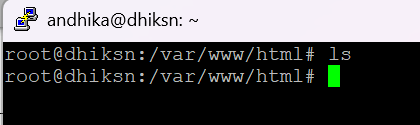 andhika@dhiksn: ~
root@dhiksn:/var/www/html# ls
root@dhiksn:/var/www/html#